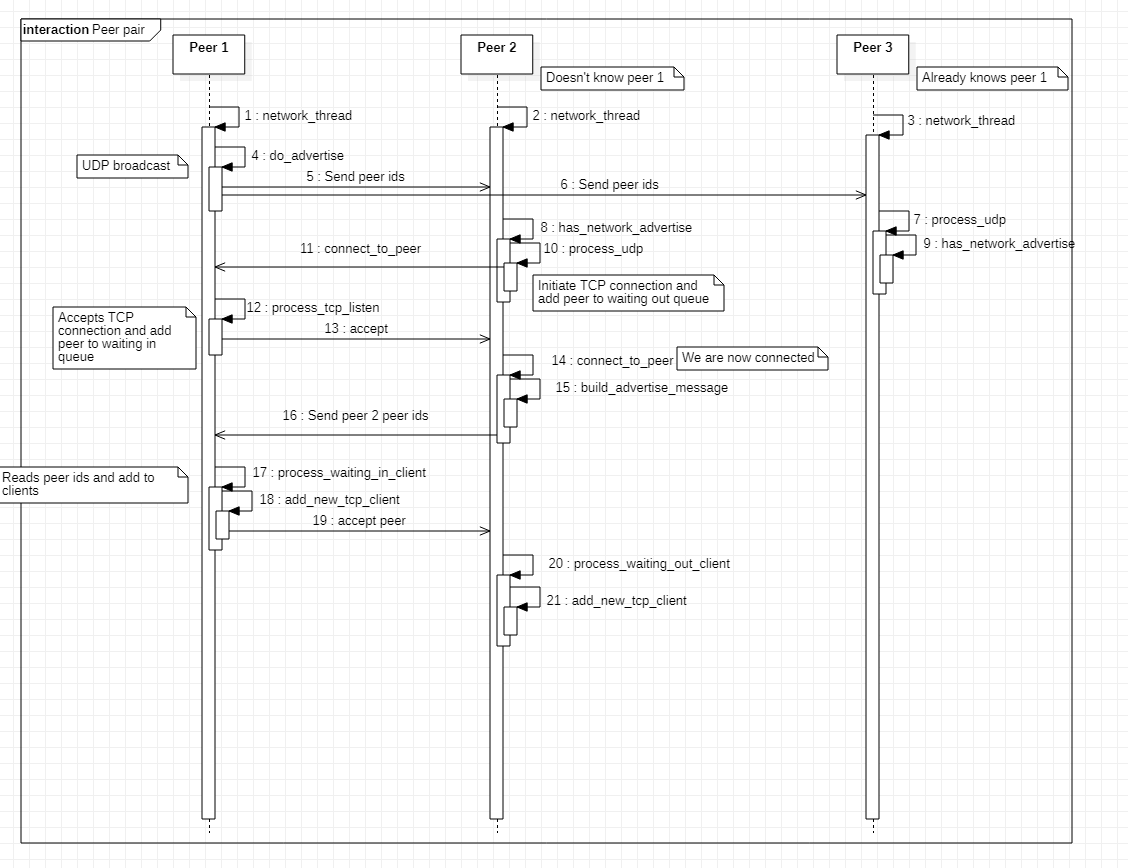 interaction Peer pair
Peer 1
Peer 2
Peer 3
Doesn't know peer 1
Already knows peer 1
1 : network_thread
2 : network_thread
3 : network_thread
4 : do_advertise
UDP broadcast
5 : Send peer ids
6 : Send peer ids
7 : process_udp
8 : has_network_advertise
9 : has_network_advertise
10 : process_udp
11 : connect_to_peer
Initiate TCP connection and
add peer to waiting out queue
12 : process_tcp_listen
Accepts TCP
connection and add
peer to waiting in
queue
13 : accept
14 : connect_to_peer
We are now connected
15 : build_advertise_message
16 : Send peer 2 peer ids
17 : process_waiting_in_client
Reads peer ids and add to
clients
18 : add_new_tcp_client
19 : accept peer
20 : process_waiting_out_client
21 : add_new_tcp_client